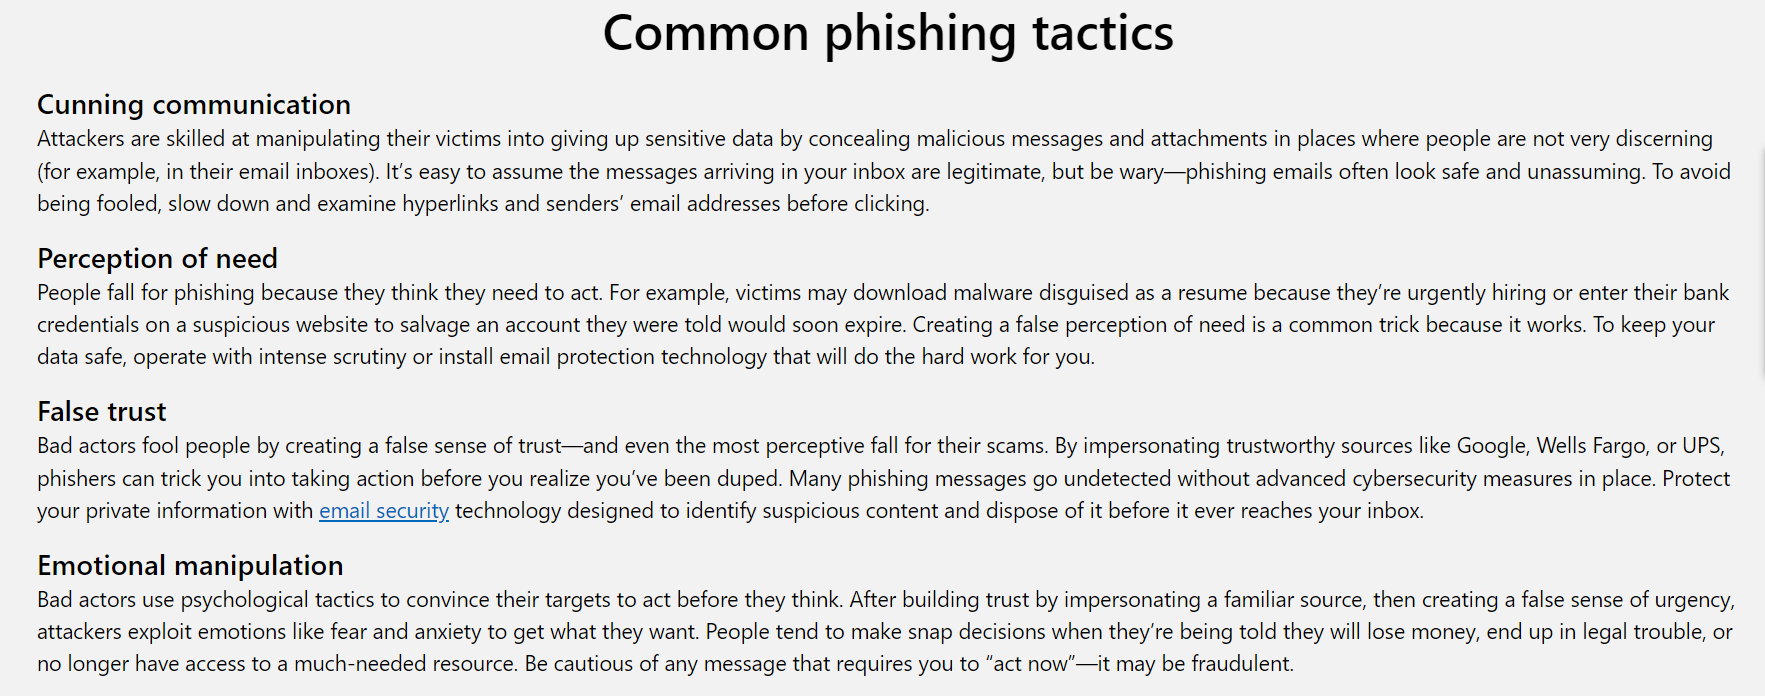 Common phishing tactics
Cunning communication
Attackers are skilled at manipulating their victims into giving up sensitive data by concealing malicious messages and attachments in places where people are not very discerning
(for example, in their email inboxes). It’s easy to assume the messages arriving in your inbox are legitimate, but be wary—phishing emails often look safe and unassuming. To avoid
being fooled, slow down and examine hyperlinks and senders’ email addresses before clicking.
Perception of need
People fall for phishing because they think they need to act. For example, victims may download malware disguised as a resume because they’re urgently hiring or enter their bank
credentials on a suspicious website to salvage an account they were told would soon expire. Creating a false perception of need is a common trick because it works. To keep your
data safe, operate with intense scrutiny or install email protection technology that will do the hard work for you.
False trust
Bad actors fool people by creating a false sense of trust—and even the most perceptive fall for their scams. By impersonating trustworthy sources like Google, Wells Fargo, or UPS,
phishers can trick you into taking action before you realize you’ve been duped. Many phishing messages go undetected without advanced cybersecurity measures in place. Protect
your private information with email security technology designed to identify suspicious content and dispose of it before it ever reaches your inbox.
Emotional manipulation
Bad actors use psychological tactics to convince their targets to act before they think. After building trust by impersonating a familiar source, then creating a false sense of urgency,
attackers exploit emotions like fear and anxiety to get what they want. People tend to make snap decisions when they’re being told they will lose money, end up in legal trouble, or
no longer have access to a much-needed resource. Be cautious of any message that requires you to “act now”—it may be fraudulent.